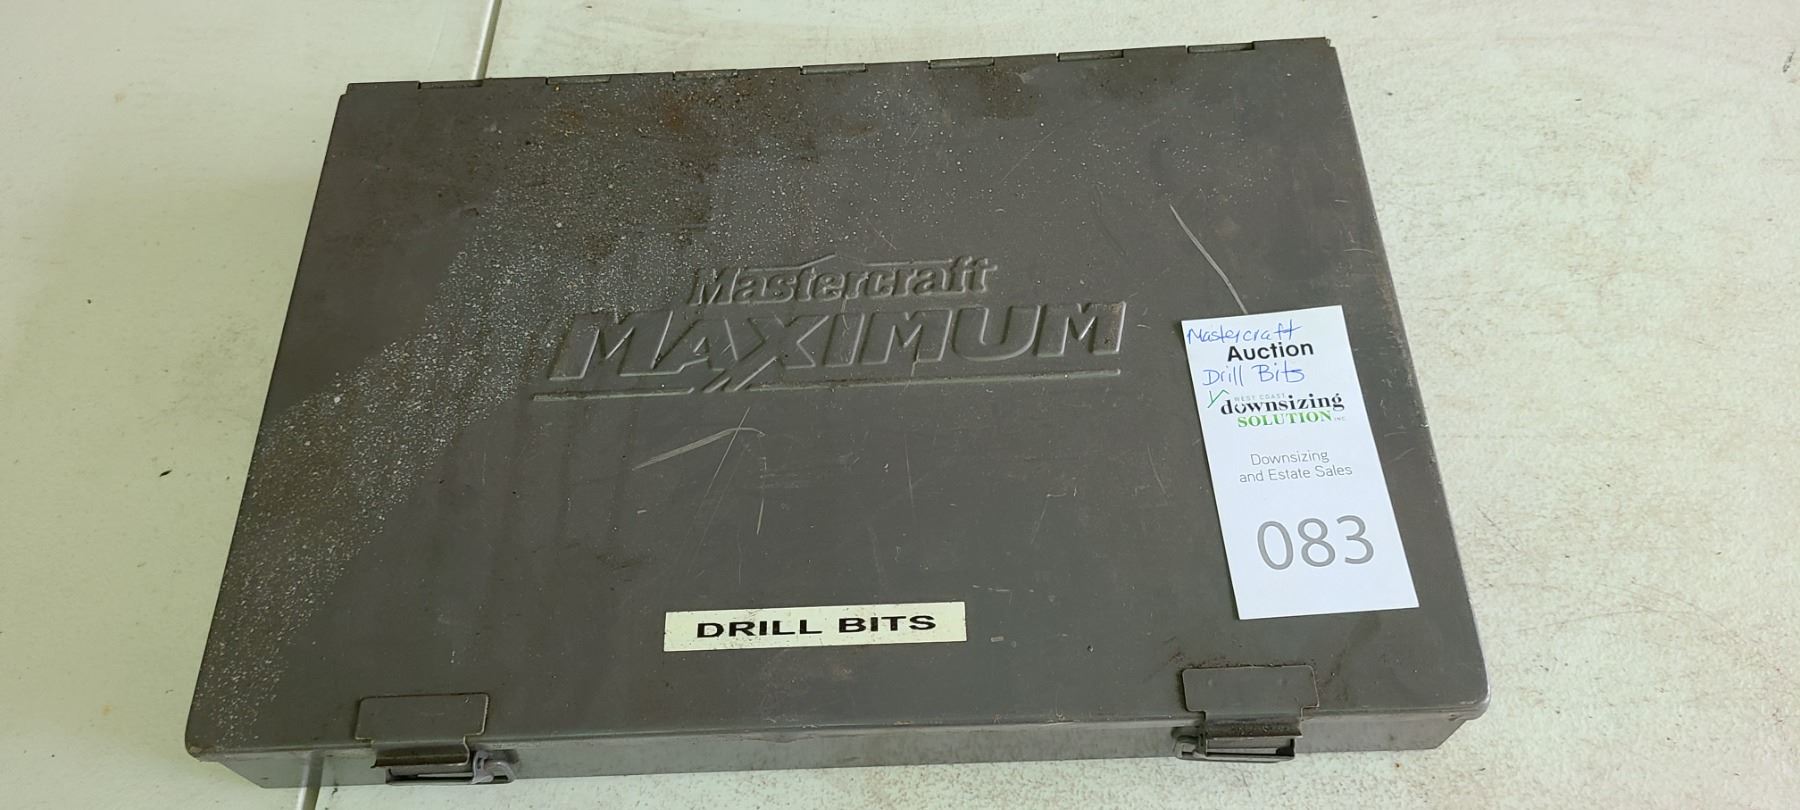 Mastercraft
MAXIMUM
Mastercraft
Auction
Drill Bits
WEST COAST
downsizing
SOLUTION INC
Downsizing
and Estate Sales
083
DRILL BITS